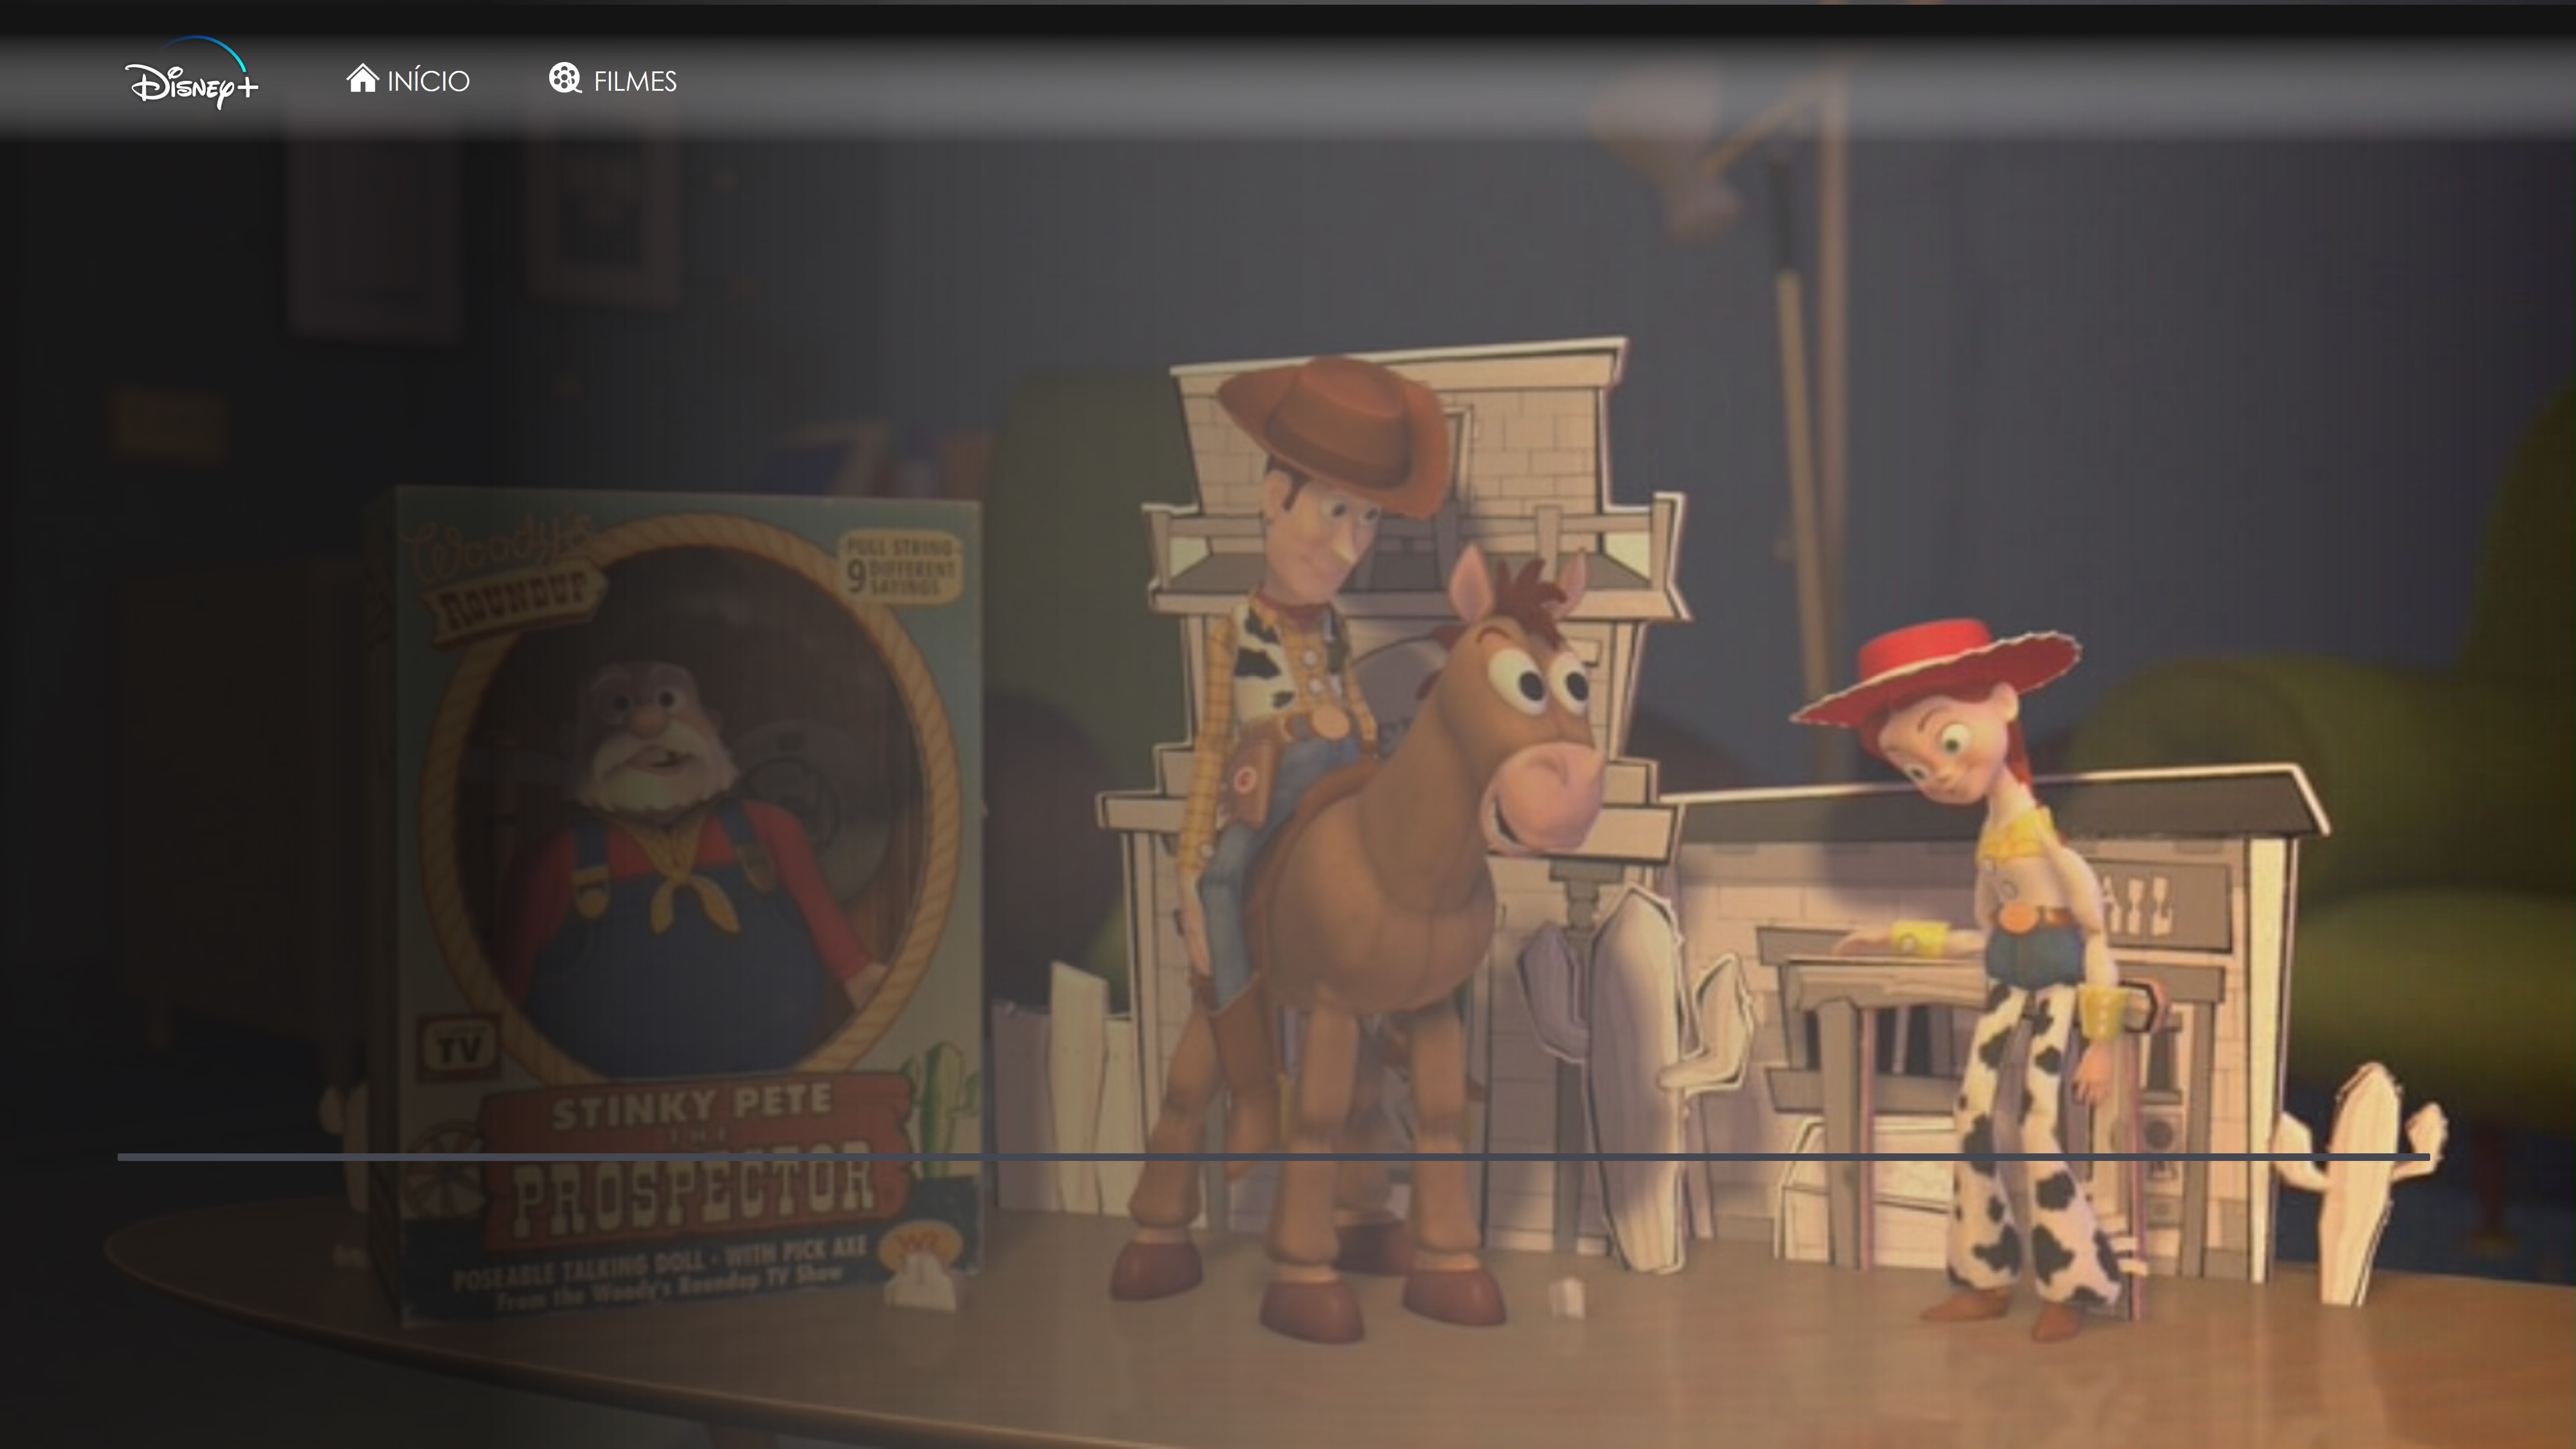 Disney+
INÍCIO
FILMES
Woody's
ROUNDUP
PULL STRING
9 DIFFERENT
SAYINGS
TV
STINKY PETE
THE
PROSPECTOR
POSEABLE TALKING DOLL - WITH PICK AXE
From the Woody's Roundup TV Show